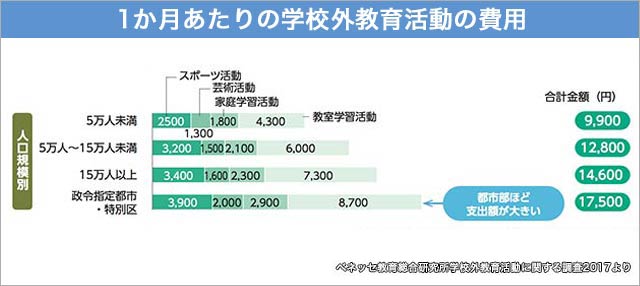 1か月あたりの学校外教育活動の費用
スポーツ活動
芸術活動
家庭学習活動
教室学習活動
合計金額（円）
人口規模別
5万人未満 2500 1,300 1,800 4,300 9,900
5万人～15万人未満 3,200 1,500 2,100 6,000 12,800
15万人以上 3,400 1,600 2,300 7,300 14,600
政令指定都市
・特別区 3,900 2,000 2,900 8,700 17,500
都市部ほど
支出額が大きい
ベネッセ教育総合研究所学校外教育活動に関する調査2017より